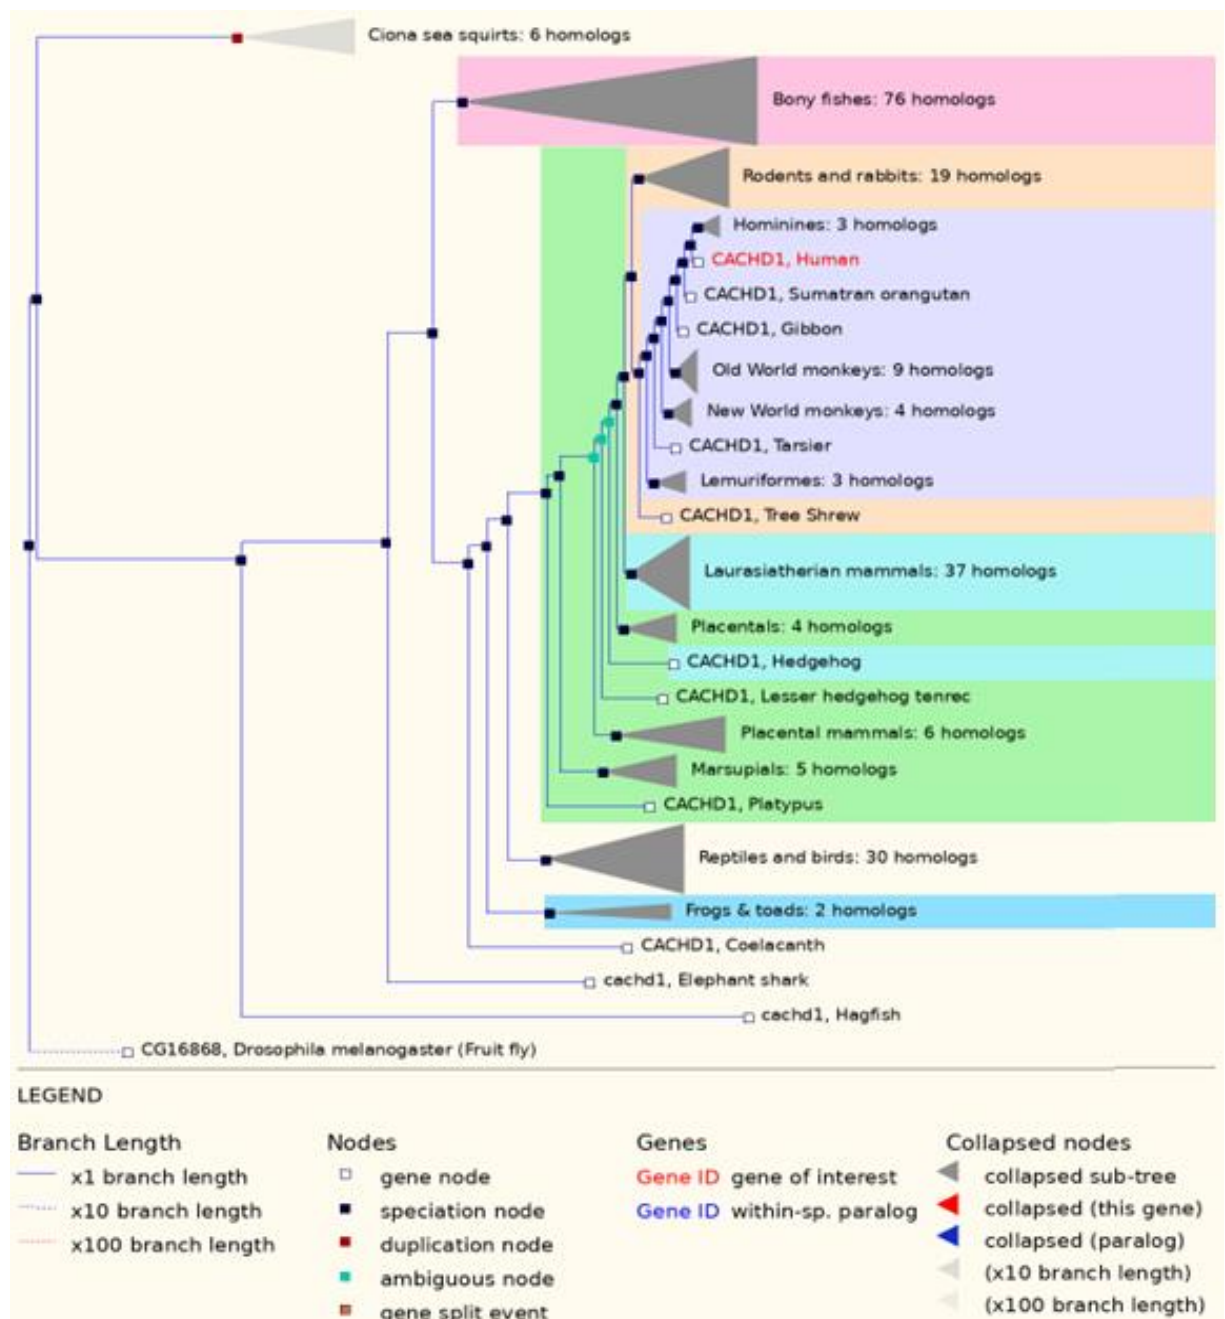 Ciona sea squirts: 6 homologs
Bony fishes: 76 homologs
Rodents and rabbits: 19 homologs
Hominines: 3 homologs
CACHD1, Human
CACHD1, Sumatran orangutan
CACHD1, Gibbon
Old World monkeys: 9 homologs
New World monkeys: 4 homologs
CACHD1, Tarsier
Lemuriformes: 3 homologs
CACHD1, Tree Shrew
Laurasiatherian mammals: 37 homologs
Placentals: 4 homologs
CACHD1, Hedgehog
CACHD1, Lesser hedgehog tenrec
Placental mammals: 6 homologs
Marsupials: 5 homologs
CACHD1, Platypus
Reptiles and birds: 30 homologs
Frogs & toads: 2 homologs
CACHD1, Coelacanth
cachd1, Elephant shark
cachd1, Hagfish
CG16868, Drosophila melanogaster (Fruit fly)
LEGEND
Branch Length
x1 branch length
x10 branch length
x100 branch length
Nodes
gene node
speciation node
duplication node
ambiguous node
gene split event
Genes
Gene ID gene of interest
Gene ID within-sp. paralog
Collapsed nodes
collapsed sub-tree
collapsed (this gene)
collapsed (paralog)
(x10 branch length)
(x100 branch length)